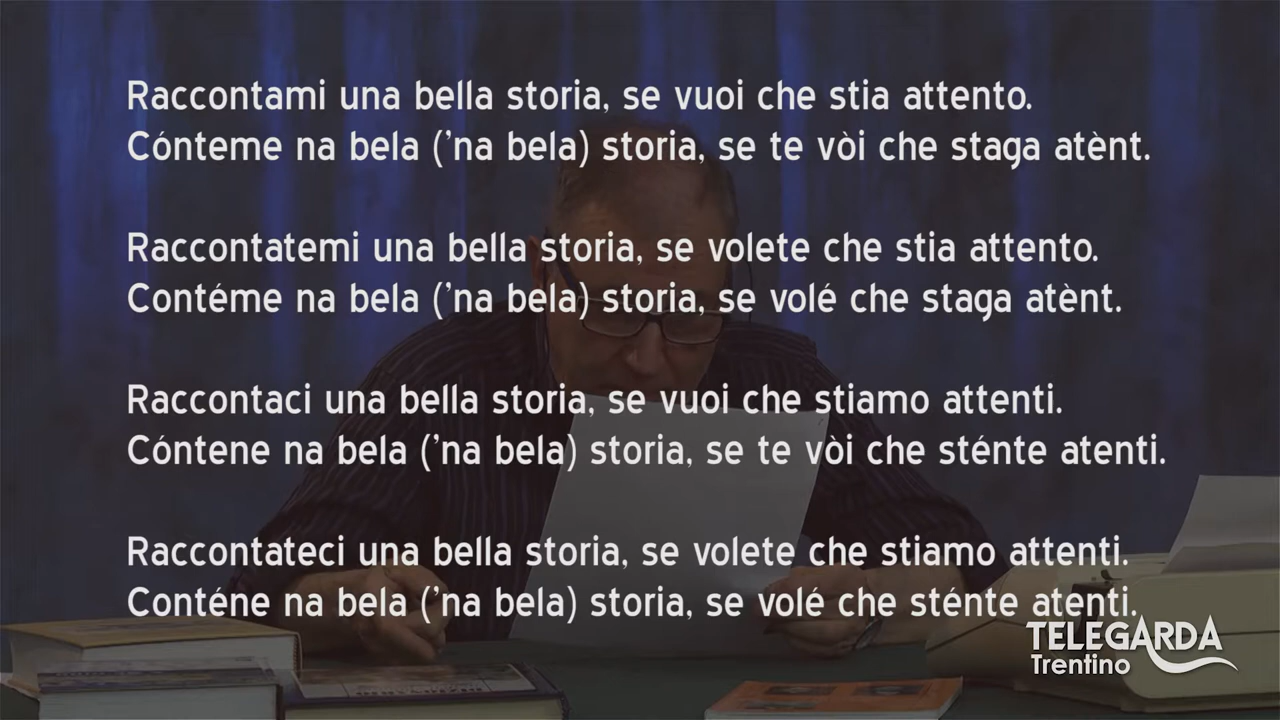 Raccontami una bella storia, se vuoi che stia attento.
Cónteme na bela (’na bela) storia, se te vòi che staga atènt.
Raccontatemi una bella storia, se volete che stia attento.
Contéme na bela (’na bela) storia, se volé che staga atènt.
Raccontaci una bella storia, se vuoi che stiamo attenti.
Cóntene na bela (’na bela) storia, se te vòi che sténte atenti.
Raccontateci una bella storia, se volete che stiamo attenti.
Conténe na bela (’na bela) storia, se volé che sténte atenti.
TELEGARDA
Trentino